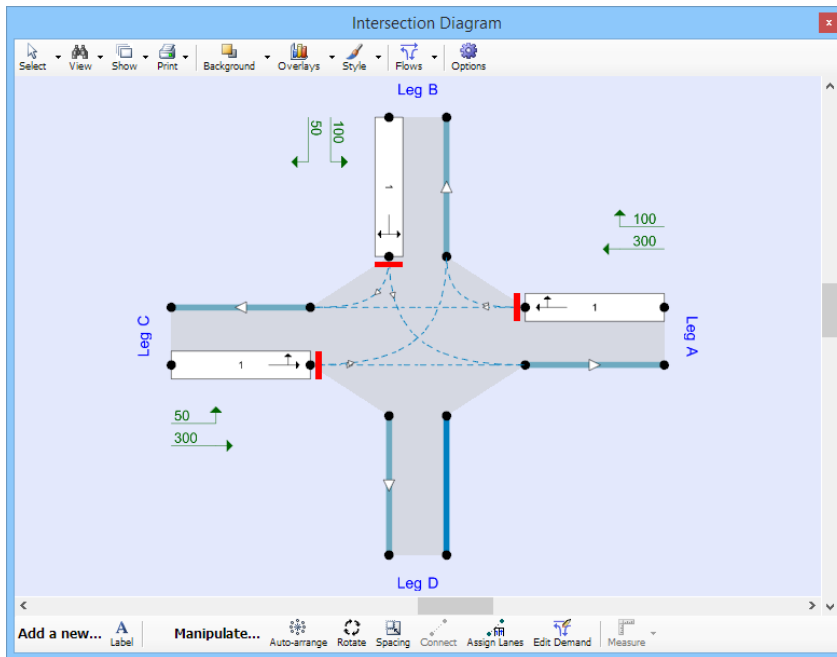 Intersection Diagram
x
Select View Show Print Background Overlays Style Flows Options
Leg B
50 100
100
300
1
1
Leg C
Leg A
1
50
300
Leg D
Add a new... A Label Manipulate... Auto-arrange Rotate Spacing Connect Assign Lanes Edit Demand Measure